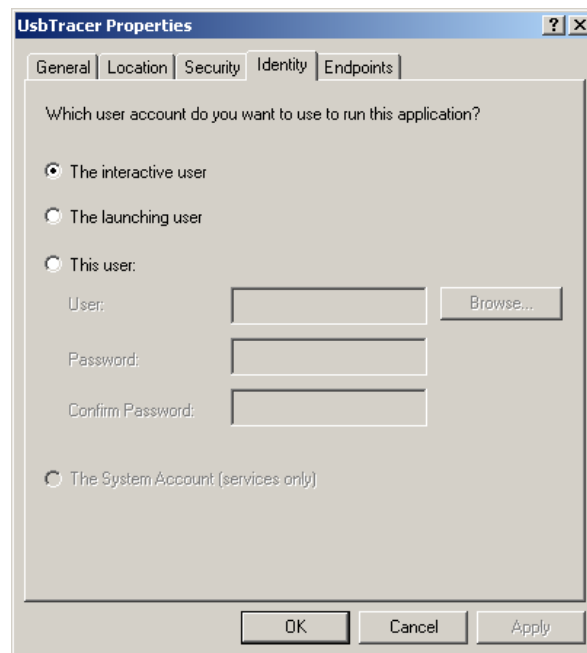 UsbTracer Properties
General Location Security Identity Endpoints
Which user account do you want to use to run this application?
The interactive user
The launching user
This user:
User:
Browse...
Password:
Confirm Password:
The System Account (services only)
OK Cancel Apply